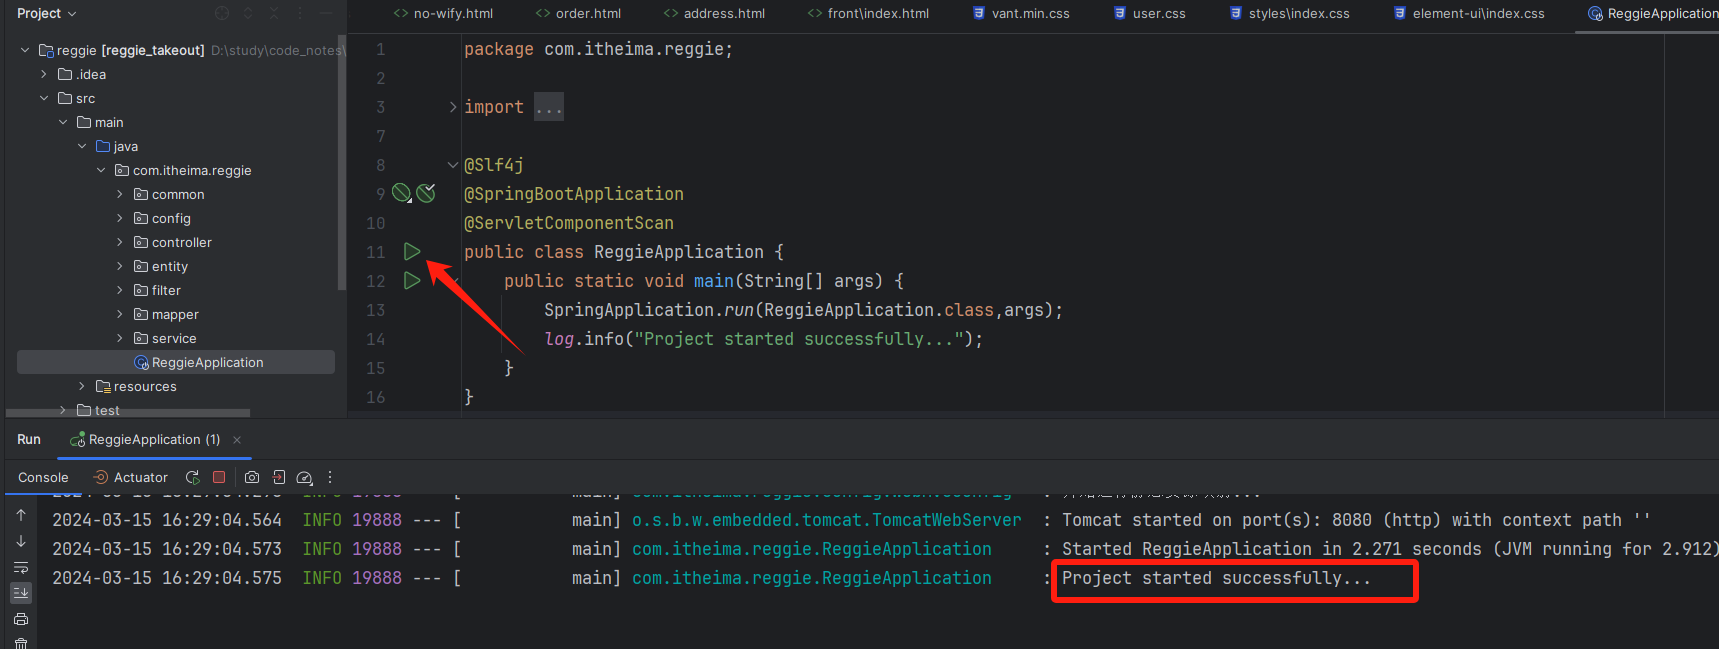 Project
no-wify.html
order.html
address.html
front\index.html
vant.min.css
user.css
styles\index.css
element-ui\index.css
ReggieApplication
reggie [reggie_takeout] D:\study\code_notes\
.idea
src
main
java
com.itheima.reggie
common
config
controller
entity
filter
mapper
service
ReggieApplication
resources
test
1 package com.itheima.reggie;
2
3 import ...
7
8 @Slf4j
9 @SpringBootApplication
10 @ServletComponentScan
11 public class ReggieApplication {
12 public static void main(String[] args) {
13 SpringApplication.run(ReggieApplication.class,args);
14 log.info("Project started successfully...");
15 }
16 }
Run ReggieApplication (1)
Console Actuator
2024-03-15 16:29:04.564 INFO 19888 --- [ main] o.s.b.w.embedded.tomcat.TomcatWebServer : Tomcat started on port(s): 8080 (http) with context path ''
2024-03-15 16:29:04.573 INFO 19888 --- [ main] com.itheima.reggie.ReggieApplication : Started ReggieApplication in 2.271 seconds (JVM running for 2.912)
2024-03-15 16:29:04.575 INFO 19888 --- [ main] com.itheima.reggie.ReggieApplication : Project started successfully...